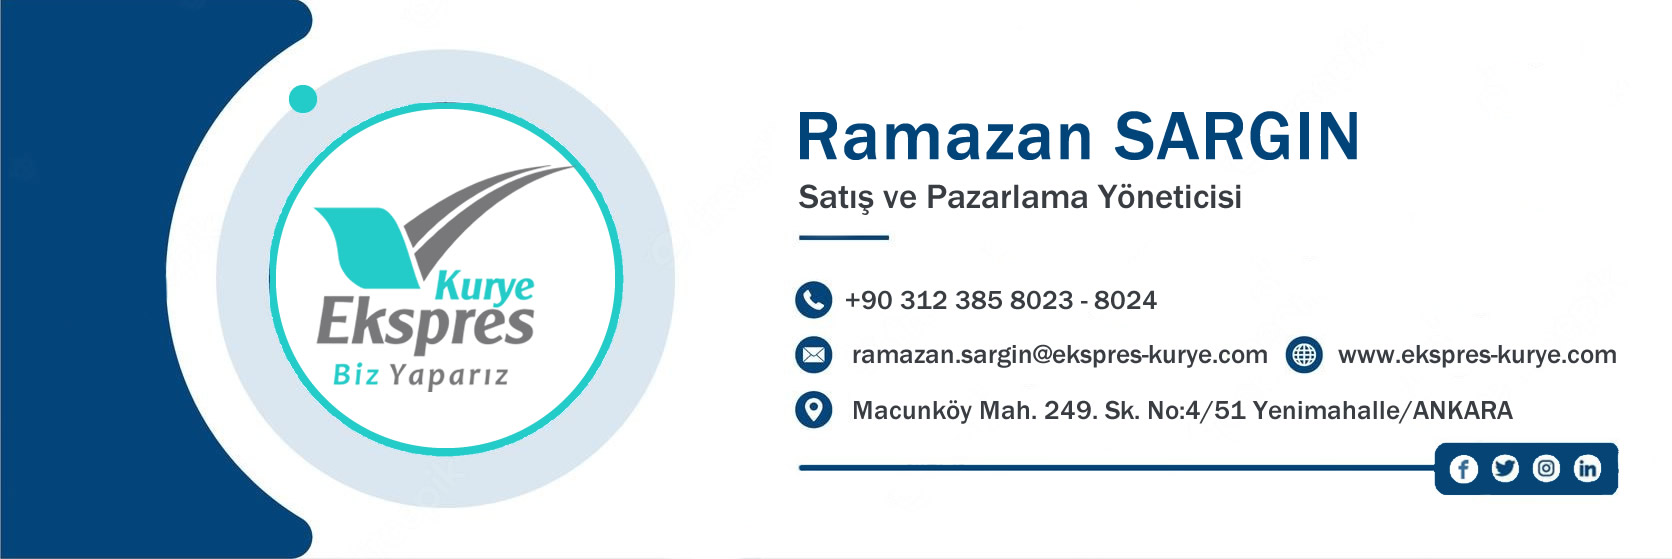 Kurye
Ekspres
Biz Yaparız
Ramazan SARGIN
Satış ve Pazarlama Yöneticisi
+90 312 385 8023 - 8024
ramazan.sargin@ekspres-kurye.com www.ekspres-kurye.com
Macunköy Mah. 249. Sk. No:4/51 Yenimahalle/ANKARA